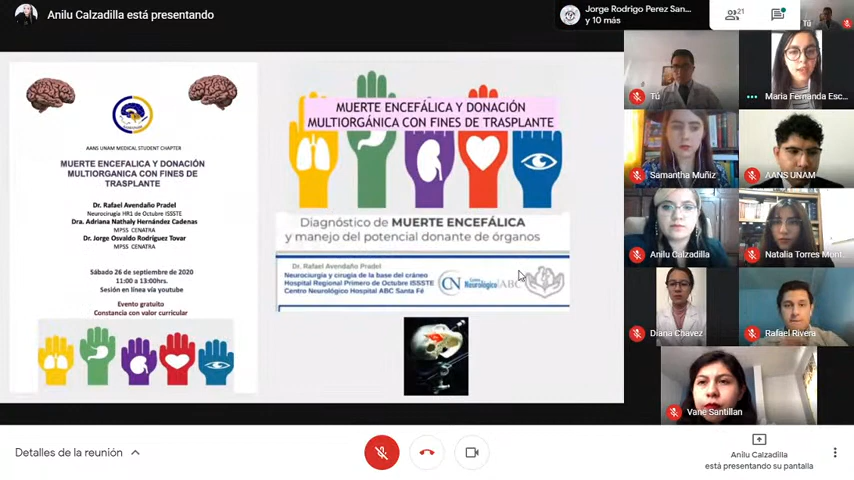 Anilu Calzadilla está presentando
Jorge Rodrigo Perez San...
y 10 más
21
Tú
AANS UNAM MEDICAL STUDENT CHAPTER
MUERTE ENCEFALICA Y DONACIÓN
MULTIORGANICA CON FINES DE
TRASPLANTE
Dr. Rafael Avendaño Pradel
Neurocirugía HR1 de Octubre ISSSTE
Dra. Adriana Nathaly Hernández Cadenas
MPSS CENATRA
Dr. Jorge Osvaldo Rodríguez Tovar
MPSS CENATRA
Sábado 26 de septiembre de 2020
11:00 a 13:00hrs.
Sesión en línea vía youtube
Evento gratuito
Constancia con valor curricular
MUERTE ENCEFÁLICA Y DONACIÓN
MULTIORGÁNICA CON FINES DE TRASPLANTE
Diagnóstico de MUERTE ENCEFÁLICA
y manejo del potencial donante de órganos
Dr. Rafael Avendaño Pradel
Neurocirugía y cirugía de la base del cráneo
Hospital Regional Primero de Octubre ISSSTE
Centro Neurológico Hospital ABC Santa Fé
CN
Centro
Neurológico
ABC
Tú
Maria Fernanda Esc...
Samantha Muñiz
AANS UNAM
Anilu Calzadilla
Natalia Torres Mont...
Diana Chavez
Rafael Rivera
Vane Santillan
Detalles de la reunión
Anilu Calzadilla
está presentando su pantalla